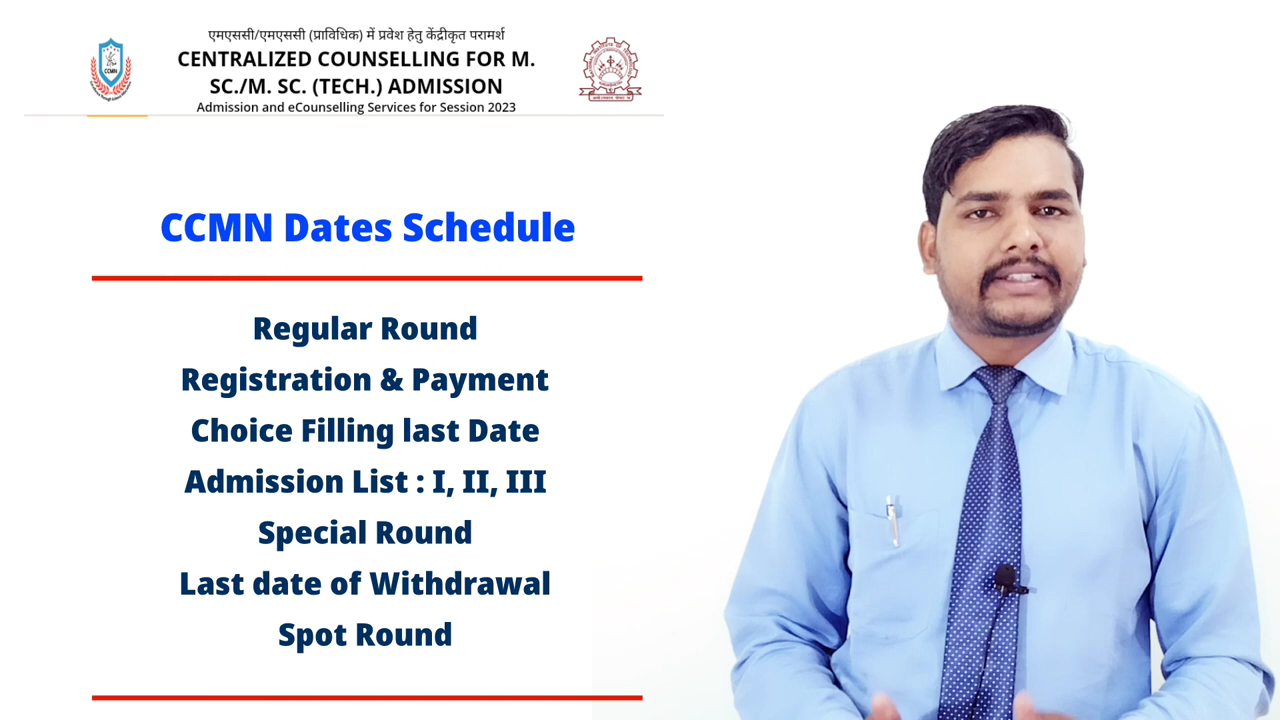 एमएससी/एमएससी (प्राविधिक) में प्रवेश हेतु केंद्रीकृत परामर्श
CENTRALIZED COUNSELLING FOR M.
SC./M. SC. (TECH.) ADMISSION
Admission and eCounselling Services for Session 2023
CCMN
CCMN Dates Schedule
Regular Round
Registration & Payment
Choice Filling last Date
Admission List : I, II, III
Special Round
Last date of Withdrawal
Spot Round